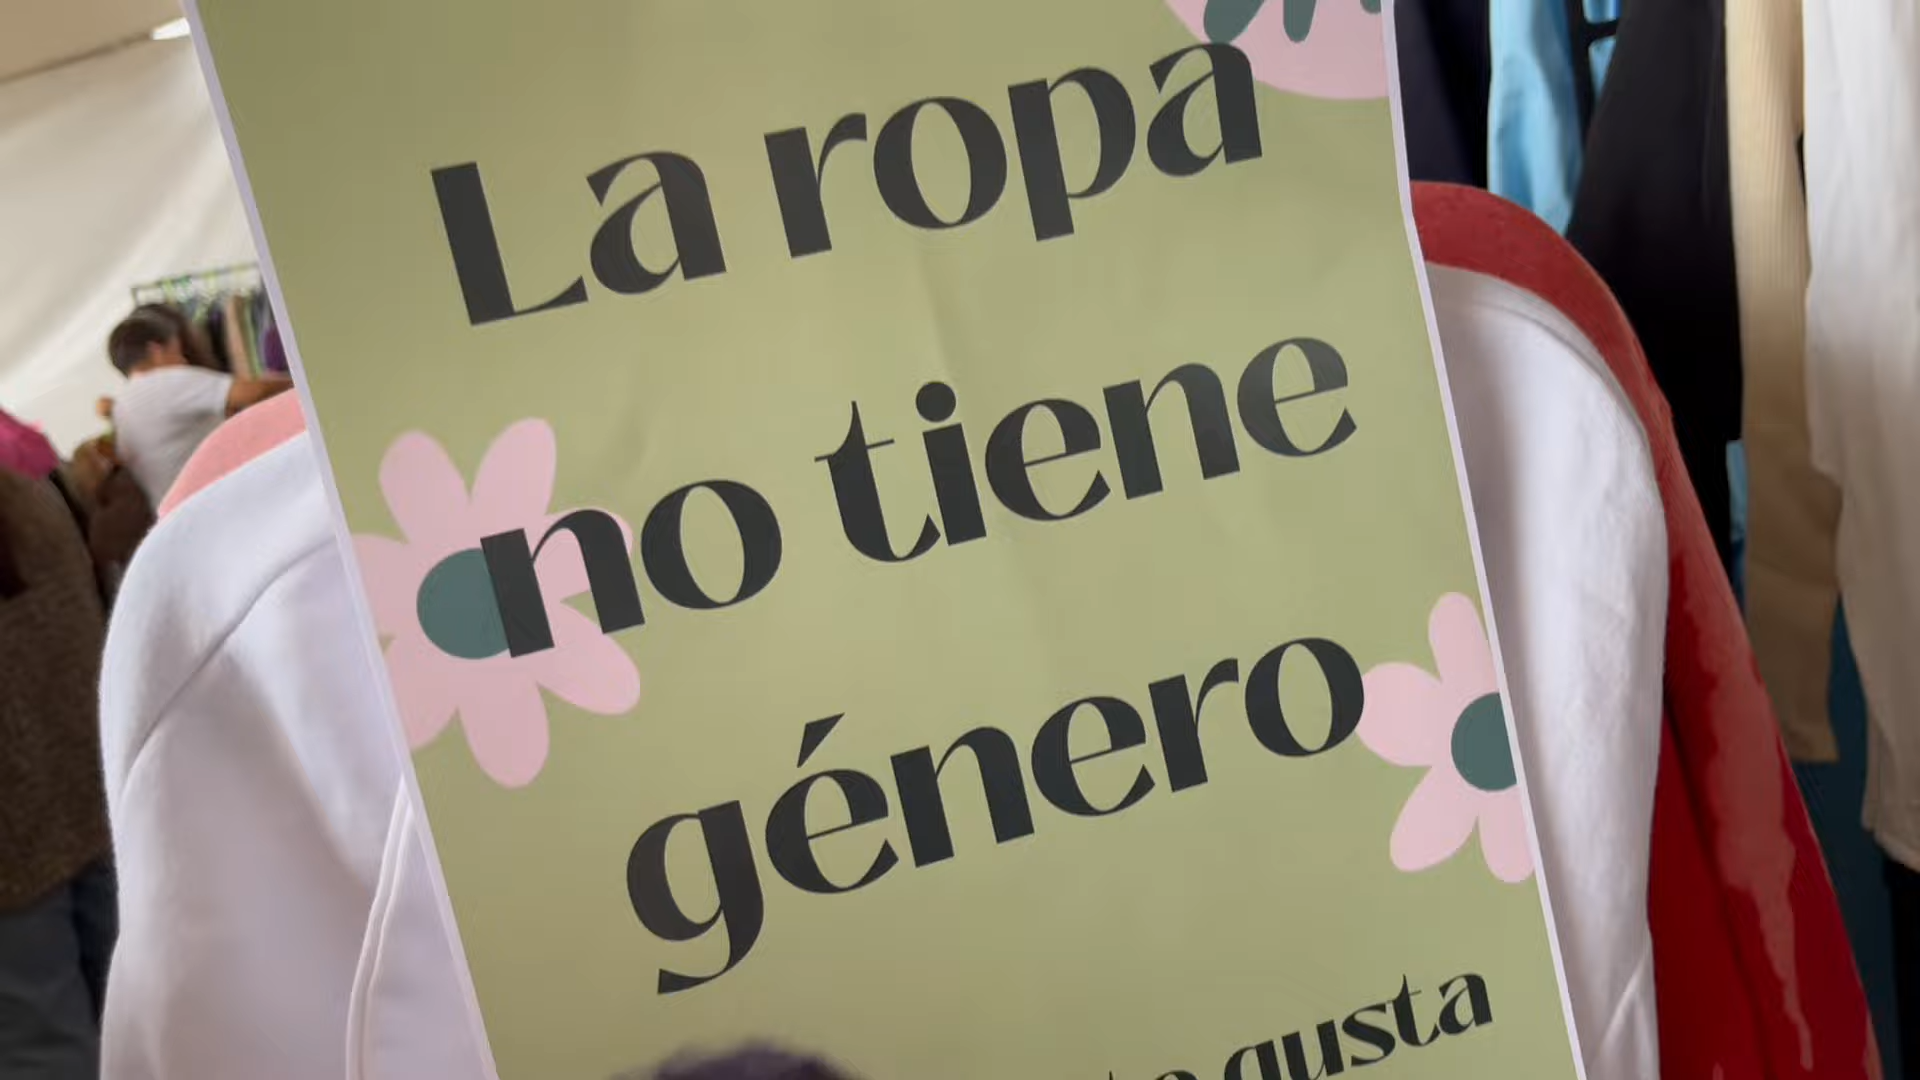 La ropa
no tiene
género
gusta